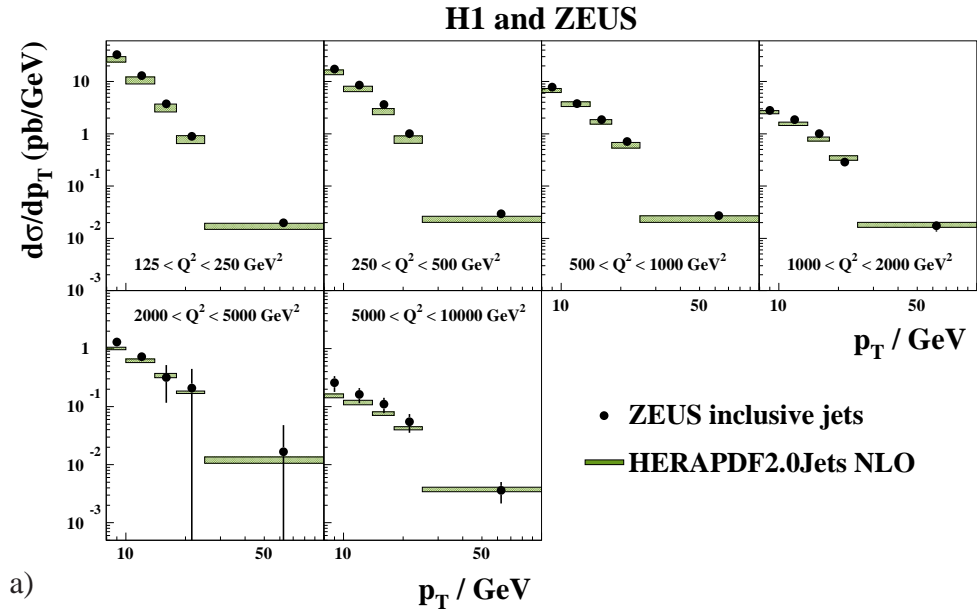 H1 and ZEUS
dσ/dp_T (pb/GeV)
10
1
10^-1
10^-2
10^-3
125 < Q^2 < 250 GeV^2
250 < Q^2 < 500 GeV^2
500 < Q^2 < 1000 GeV^2
1000 < Q^2 < 2000 GeV^2
10 50
10 50
p_T / GeV
2000 < Q^2 < 5000 GeV^2
5000 < Q^2 < 10000 GeV^2
1
10^-1
10^-2
10^-3
10 50
10 50
ZEUS inclusive jets
HERAPDF2.0Jets NLO
a)
p_T / GeV